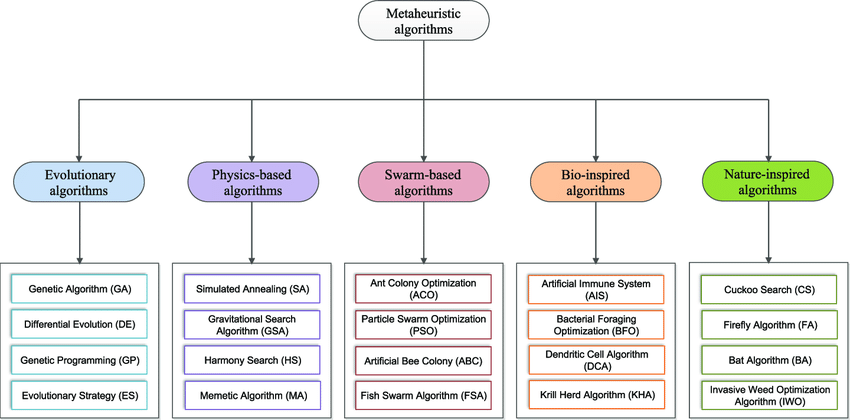 Metaheuristic
algorithms
Evolutionary
algorithms
Physics-based
algorithms
Swarm-based
algorithms
Bio-inspired
algorithms
Nature-inspired
algorithms
Genetic Algorithm (GA)
Differential Evolution (DE)
Genetic Programming (GP)
Evolutionary Strategy (ES)
Simulated Annealing (SA)
Gravitational Search
Algorithm (GSA)
Harmony Search (HS)
Memetic Algorithm (MA)
Ant Colony Optimization
(ACO)
Particle Swarm Optimization
(PSO)
Artificial Bee Colony (ABC)
Fish Swarm Algorithm (FSA)
Artificial Immune System
(AIS)
Bacterial Foraging
Optimization (BFO)
Dendritic Cell Algorithm
(DCA)
Krill Herd Algorithm (KHA)
Cuckoo Search (CS)
Firefly Algorithm (FA)
Bat Algorithm (BA)
Invasive Weed Optimization
Algorithm (IWO)